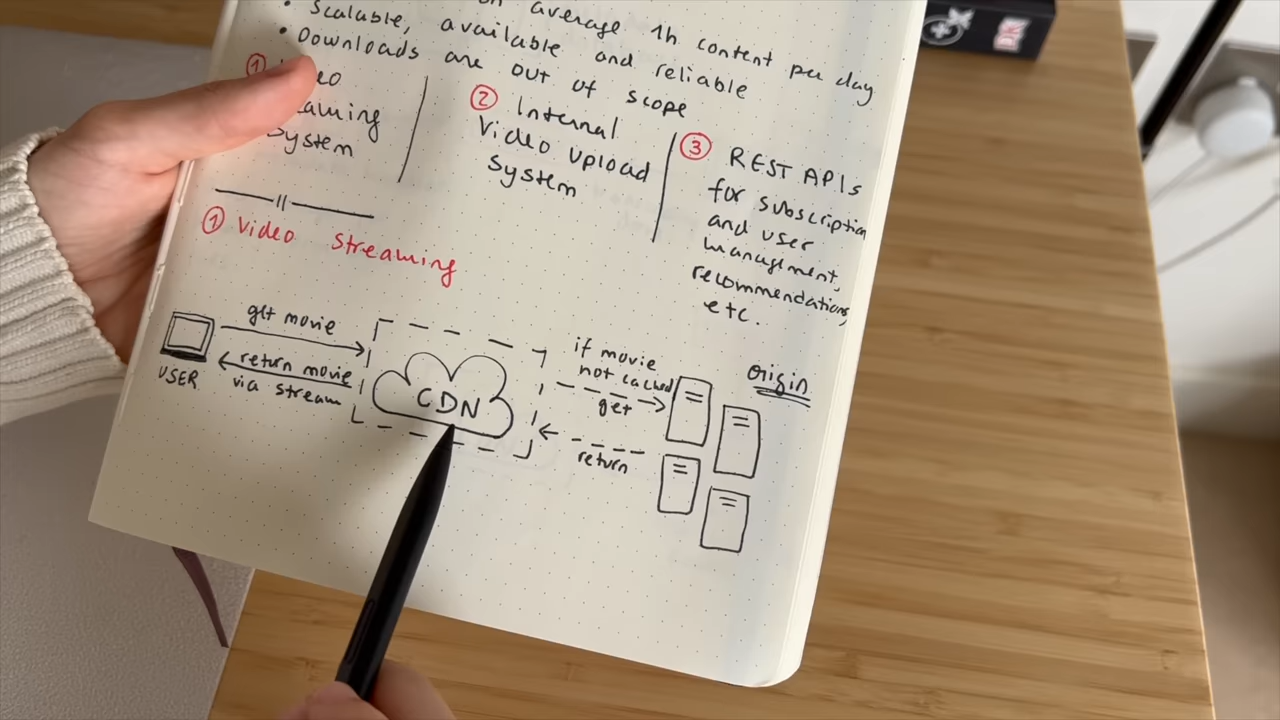 average 1h content per day
• Scalable, available and reliable
• Downloads are out of scope
①
System
② Internal
Video Upload
System
③ REST APIs
for subscription
and user
management,
recommendations,
etc.
① Video Streaming
USER
get movie
return movie
via stream
CDN
if movie
not cached
get
return
origin